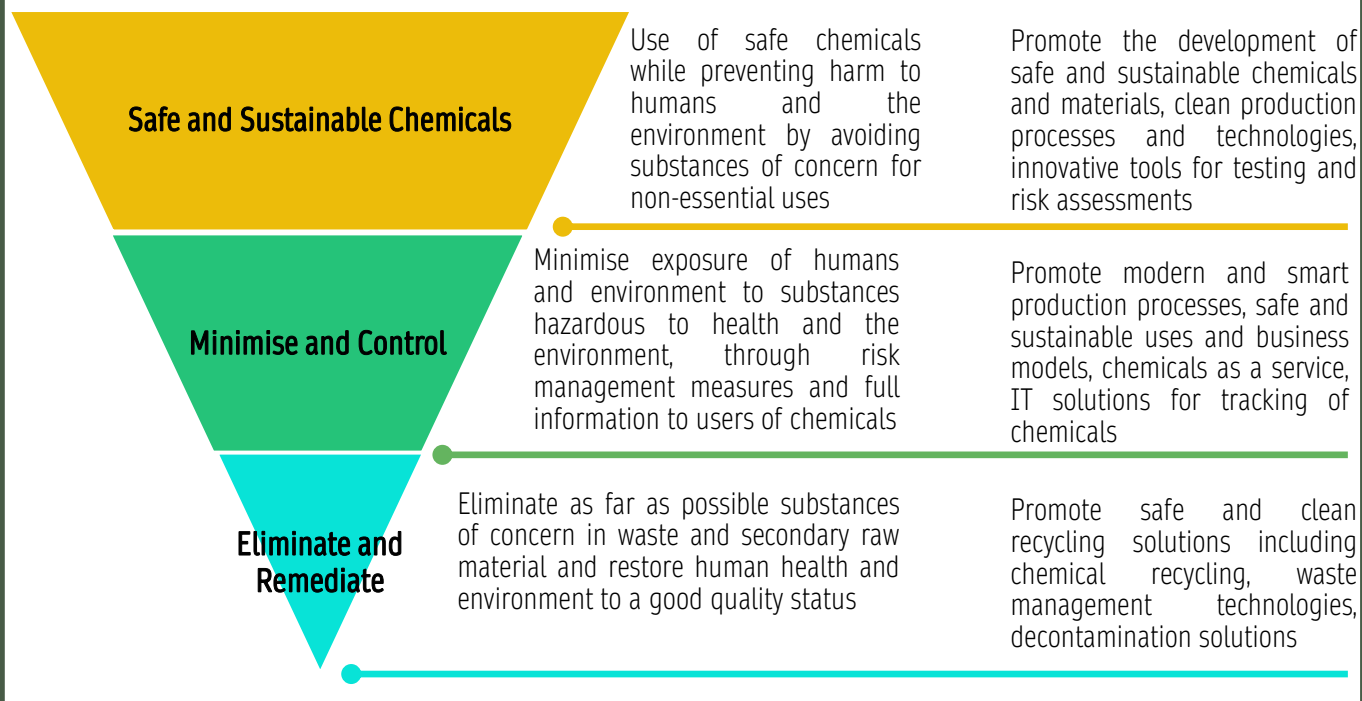 Safe and Sustainable Chemicals
Use of safe chemicals
while preventing harm to
humans and the
environment by avoiding
substances of concern for
non-essential uses
Promote the development of
safe and sustainable chemicals
and materials, clean production
processes and technologies,
innovative tools for testing and
risk assessments
Minimise and Control
Minimise exposure of humans
and environment to substances
hazardous to health and the
environment, through risk
management measures and full
information to users of chemicals
Promote modern and smart
production processes, safe and
sustainable uses and business
models, chemicals as a service,
IT solutions for tracking of
chemicals
Eliminate and
Remediate
Eliminate as far as possible substances
of concern in waste and secondary raw
material and restore human health and
environment to a good quality status
Promote safe and clean
recycling solutions including
chemical recycling, waste
management technologies,
decontamination solutions